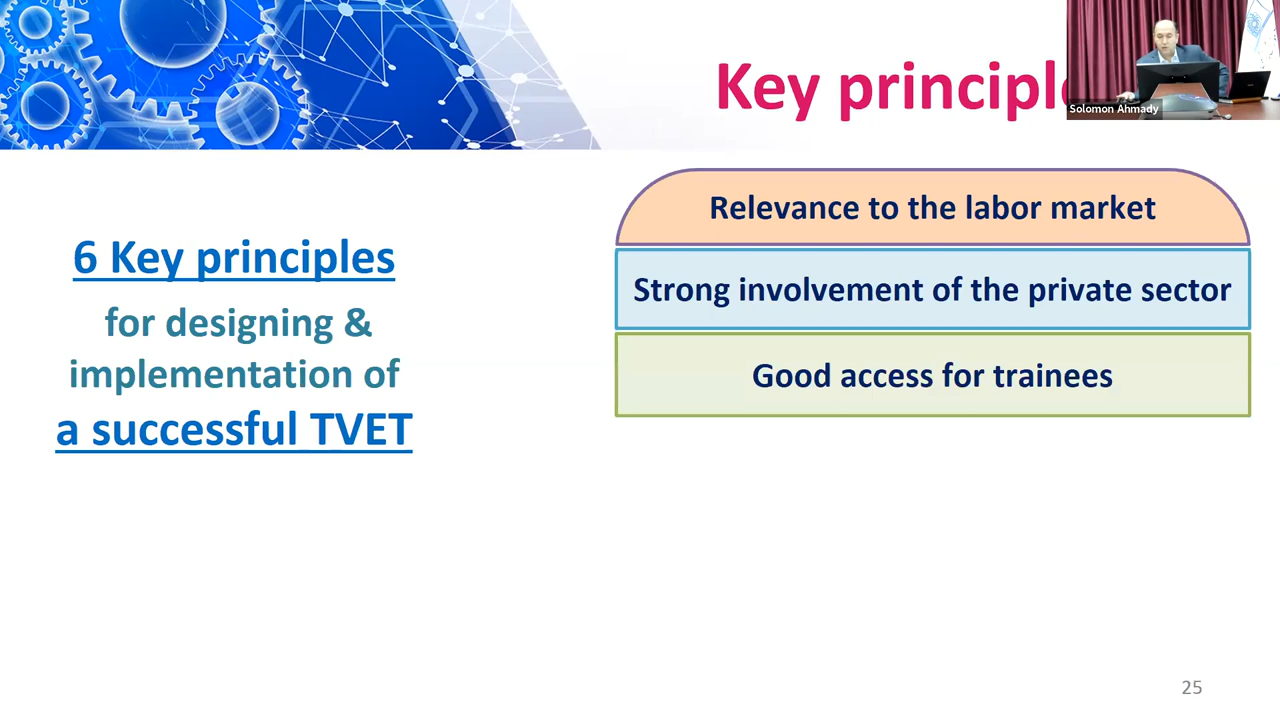 Key principl
Solomon Ahmady
6 Key principles
for designing &
implementation of
a successful TVET
Relevance to the labor market
Strong involvement of the private sector
Good access for trainees
25